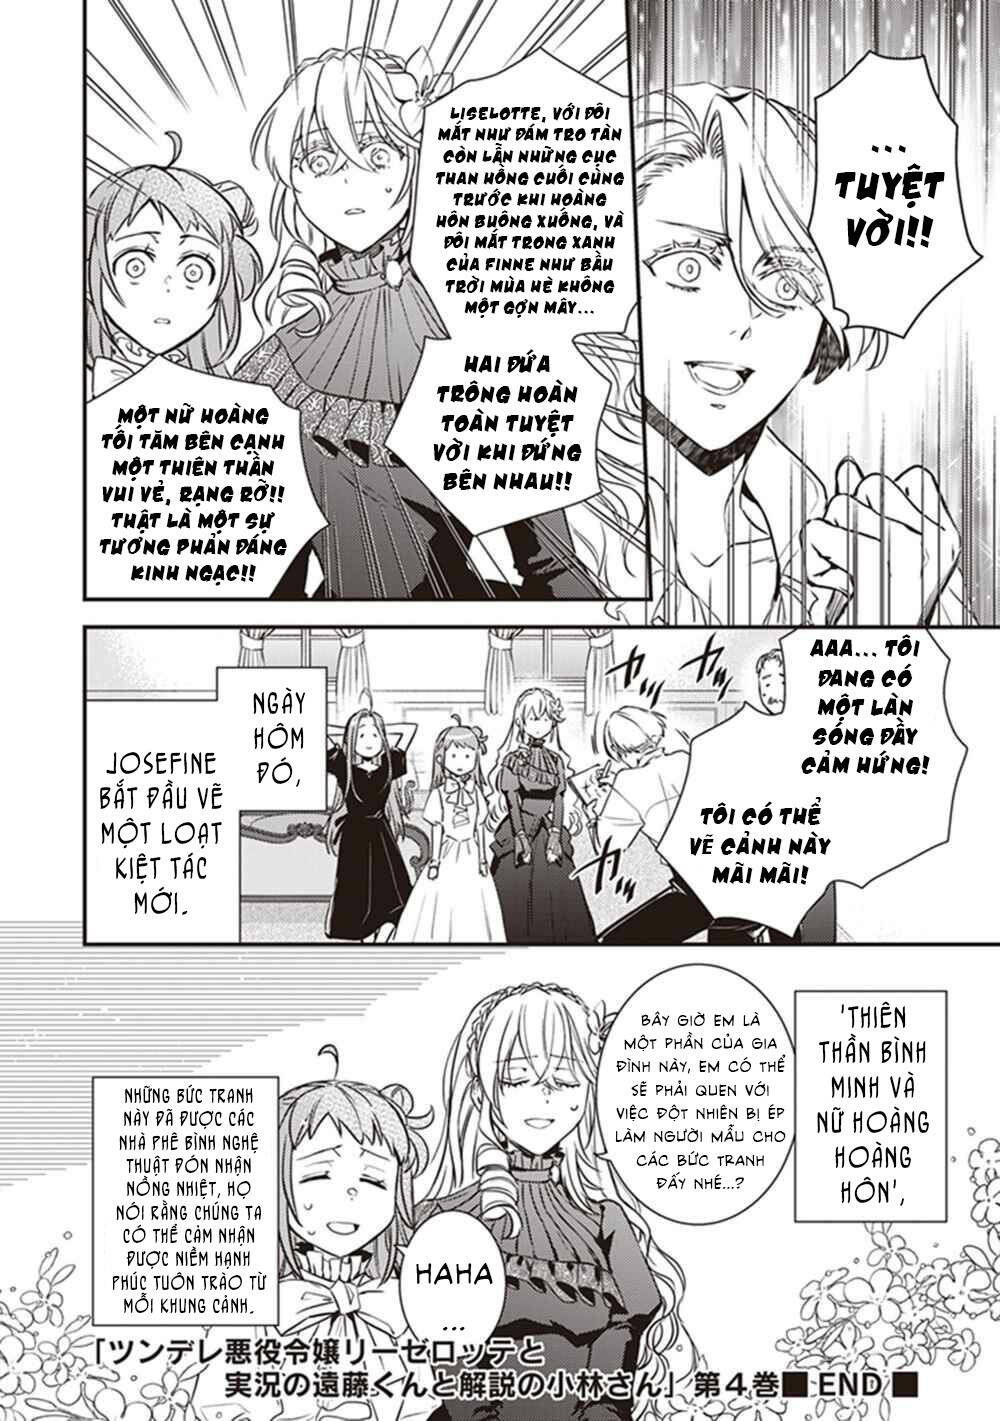 ...
TUYỆT
VỜI!!
LISELOTTE, VỚI ĐÔI
MẮT NHƯ ĐÁM TRO TÀN
CÒN LẪN NHỮNG CỤC
THAN HỒNG CUỐI CÙNG
TRƯỚC KHI HOÀNG
HÔN BUÔNG XUỐNG, VÀ
ĐÔI MẮT TRONG XANH
CỦA FINNE NHƯ BẦU
TRỜI MÙA HÈ KHÔNG
MỘT GỢN MÂY...
HAI ĐỨA
TRÔNG HOÀN
TOÀN TUYỆT
VỜI KHI ĐỨNG
BÊN NHAU!!
MỘT NỮ HOÀNG
TỐI TĂM BÊN CẠNH
MỘT THIÊN THẦN
VUI VẺ, RẠNG RỠ!!
THẬT LÀ MỘT SỰ
TƯƠNG PHẢN ĐÁNG
KINH NGẠC!!
AAA... TÔI
ĐANG CÓ
MỘT LÀN
SÓNG ĐẦY
CẢM HỨNG!
TÔI CÓ THỂ
VẼ CẢNH NÀY
MÃI MÃI!
カカ
カカ
NGÀY
HÔM
ĐÓ,
JOSEFINE
BẮT ĐẦU VẼ
MỘT LOẠT
KIỆT TÁC
MỚI.
'THIÊN
THẦN BÌNH
MINH VÀ
NỮ HOÀNG
HOÀNG
HÔN',
BÂY GIỜ EM LÀ
MỘT PHẦN CỦA GIA
ĐÌNH NÀY, EM CÓ THỂ
SẼ PHẢI QUEN VỚI
VIỆC ĐỘT NHIÊN BỊ ÉP
LÀM NGƯỜI MẪU CHO
CÁC BỨC TRANH
ĐẤY NHÉ...?
NHỮNG BỨC TRANH
NÀY ĐÃ ĐƯỢC CÁC
NHÀ PHÊ BÌNH NGHỆ
THUẬT ĐÓN NHẬN
NỒNG NHIỆT, HỌ
NÓI RẰNG CHÚNG TA
CÓ THỂ CẢM NHẬN
ĐƯỢC NIỀM HẠNH
PHÚC TUÔN TRÀO TỪ
MỖI KHUNG CẢNH.
HAHA
...
「ツンデレ悪役令嬢リーゼロッテと
実況の遠藤くんと解説の小林さん」第4巻■END■